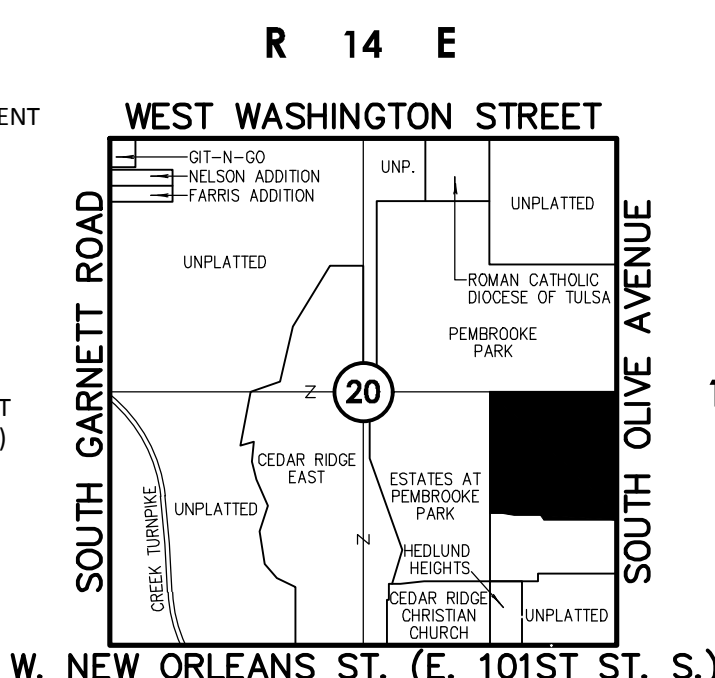 R 14 E
ENT
WEST WASHINGTON STREET
GIT-N-GO
NELSON ADDITION
FARRIS ADDITION
UNP.
UNPLATTED
UNPLATTED
ROMAN CATHOLIC
DIOCESE OF TULSA
PEMBROOKE
PARK
SOUTH GARNETT ROAD
SOUTH OLIVE AVENUE
T
)
1
20
Z
Z
CEDAR RIDGE
EAST
ESTATES AT
PEMBROOKE
PARK
UNPLATTED
CREEK TURNPIKE
HEDLUND
HEIGHTS
CEDAR RIDGE
CHRISTIAN
CHURCH
UNPLATTED
W. NEW ORLEANS ST. (E. 101ST ST. S.)